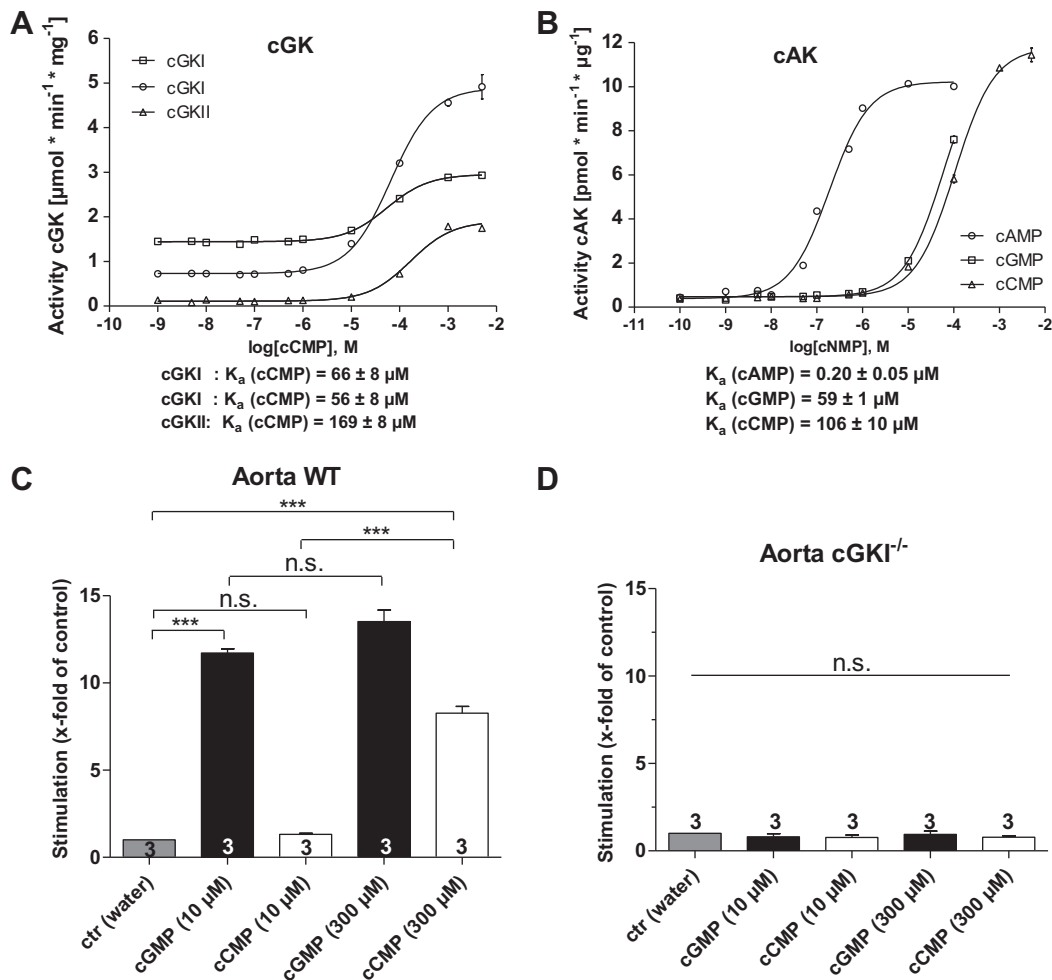 A
cGK
Activity cGK [µmol * min⁻¹ * mg⁻¹]
cGKI
cGKI
cGKII
6
5
4
3
2
1
0
-10 -9 -8 -7 -6 -5 -4 -3 -2
log[cCMP], M
cGKI : Ka (cCMP) = 66 ± 8 µM
cGKI : Ka (cCMP) = 56 ± 8 µM
cGKII: Ka (cCMP) = 169 ± 8 µM
B
cAK
Activity cAK [pmol * min⁻¹ * µg⁻¹]
12
10
8
6
4
2
0
cAMP
cGMP
cCMP
-11 -10 -9 -8 -7 -6 -5 -4 -3 -2
log[cNMP], M
Ka (cAMP) = 0.20 ± 0.05 µM
Ka (cGMP) = 59 ± 1 µM
Ka (cCMP) = 106 ± 10 µM
C
Aorta WT
***
***
n.s.
n.s.
***
Stimulation (x-fold of control)
15
10
5
0
3 3 3 3 3
ctr (water)
cGMP (10 µM)
cCMP (10 µM)
cGMP (300 µM)
cCMP (300 µM)
D
Aorta cGKI⁻/⁻
n.s.
Stimulation (x-fold of control)
15
10
5
0
3 3 3 3 3
ctr (water)
cGMP (10 µM)
cCMP (10 µM)
cGMP (300 µM)
cCMP (300 µM)